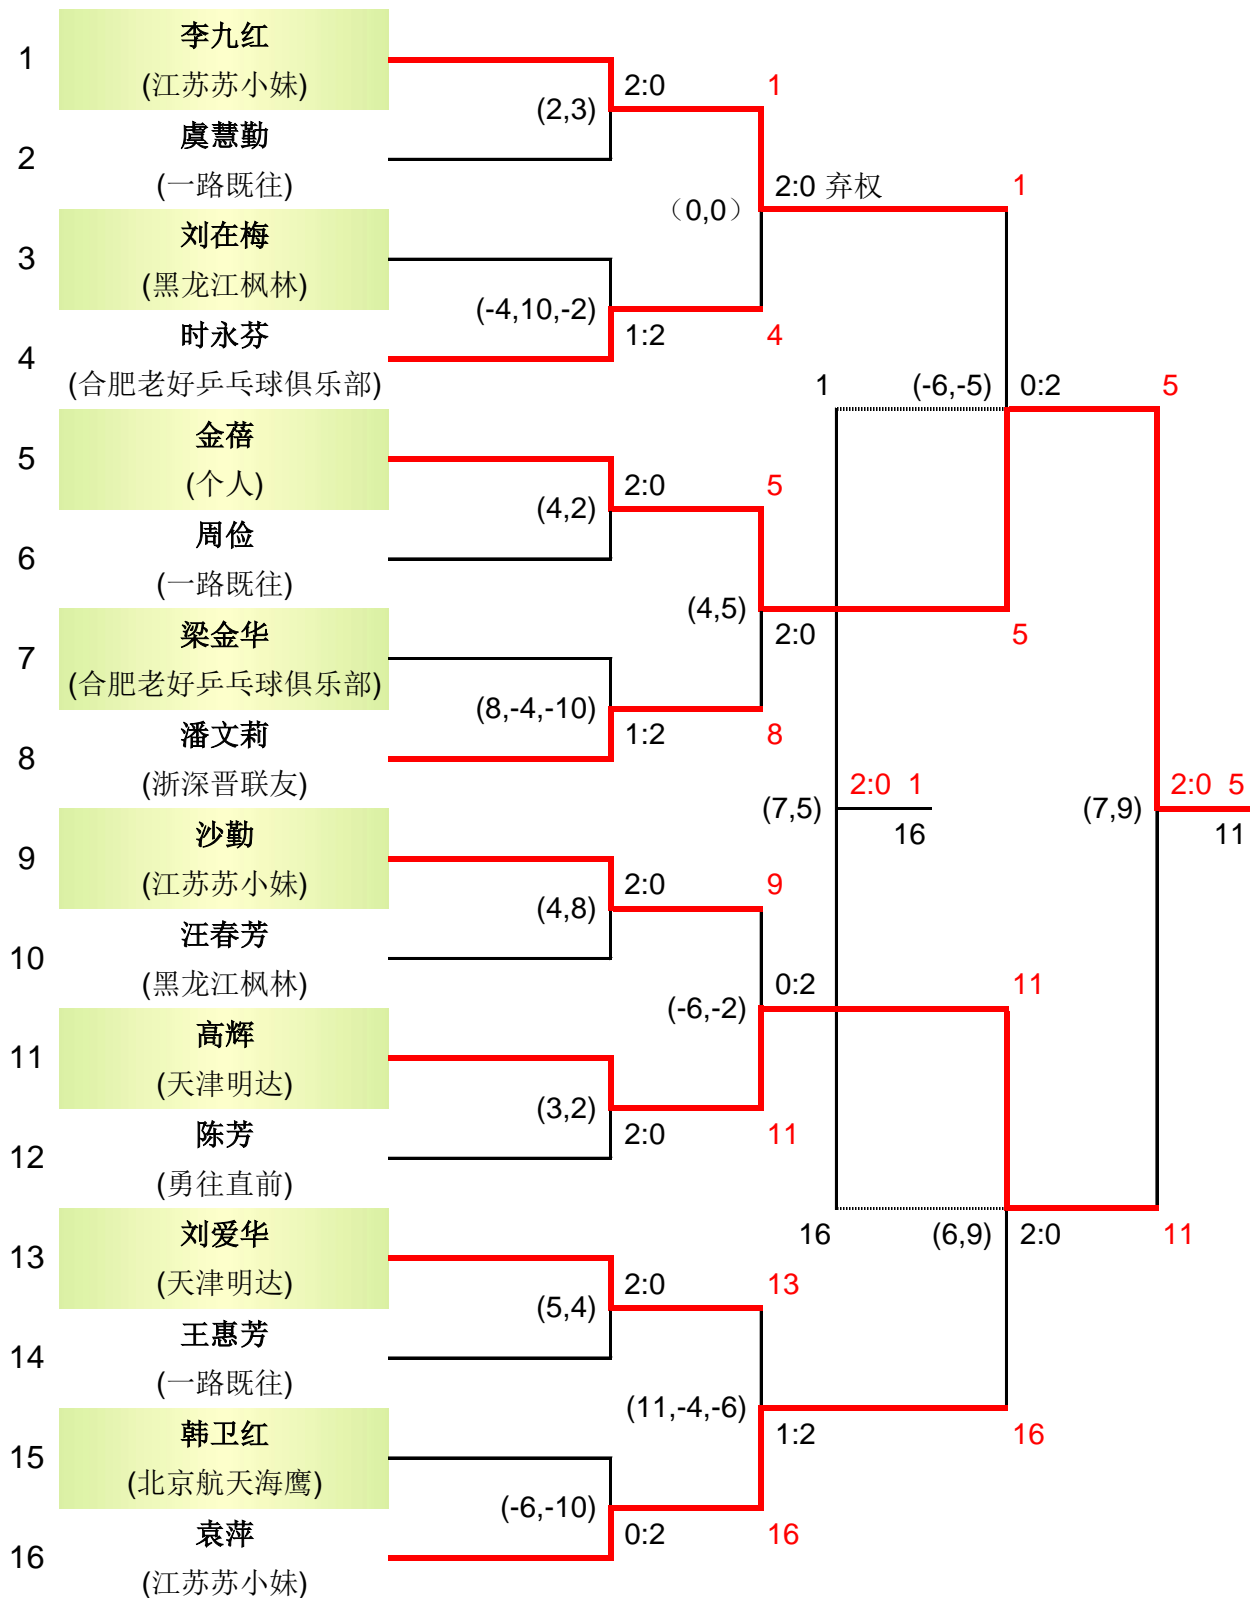 1
李九红
(江苏苏小妹)
2:0
1
(2,3)
2
虞慧勤
(一路既往)
2:0 弃权
1
（0,0）
3
刘在梅
(黑龙江枫林)
(-4,10,-2)
1:2
4
4
时永芬
(合肥老好乒乓球俱乐部)
1
(-6,-5)
0:2
5
5
金蓓
(个人)
2:0
5
(4,2)
6
周俭
(一路既往)
(4,5)
2:0
5
7
梁金华
(合肥老好乒乓球俱乐部)
(8,-4,-10)
1:2
8
8
潘文莉
(浙深晋联友)
(7,5)
2:0 1
16
(7,9)
2:0 5
11
9
沙勤
(江苏苏小妹)
2:0
9
(4,8)
10
汪春芳
(黑龙江枫林)
0:2
11
(-6,-2)
11
高辉
(天津明达)
(3,2)
2:0
11
12
陈芳
(勇往直前)
16
(6,9)
2:0
11
13
刘爱华
(天津明达)
2:0
13
(5,4)
14
王惠芳
(一路既往)
(11,-4,-6)
1:2
16
15
韩卫红
(北京航天海鹰)
(-6,-10)
0:2
16
16
袁萍
(江苏苏小妹)